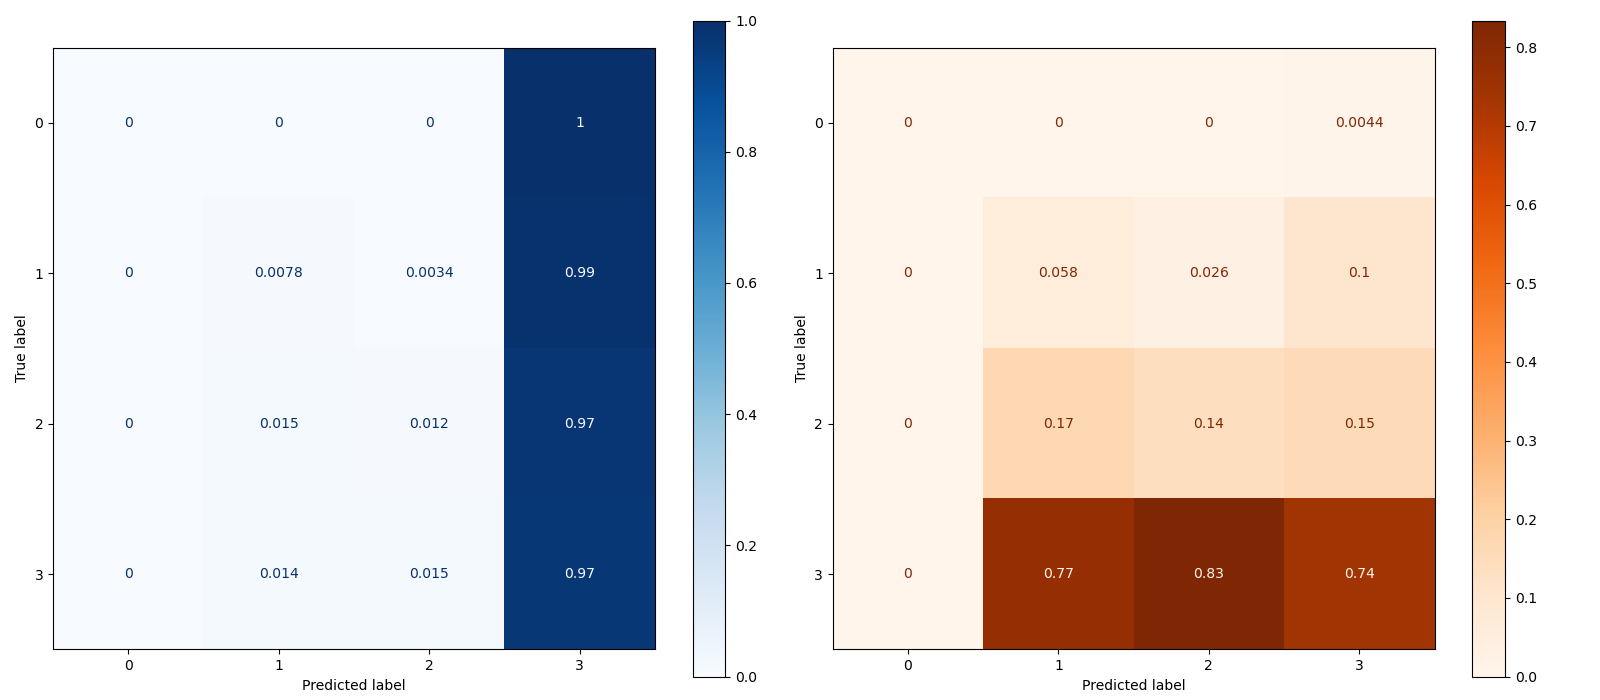 1.0
0.8
0.6
0.4
0.2
0.0
0 0 0 0 1
1 0 0.0078 0.0034 0.99
2 0 0.015 0.012 0.97
3 0 0.014 0.015 0.97
0 1 2 3
True label
Predicted label
0.8
0.7
0.6
0.5
0.4
0.3
0.2
0.1
0.0
0 0 0 0 0.0044
1 0 0.058 0.026 0.1
2 0 0.17 0.14 0.15
3 0 0.77 0.83 0.74
0 1 2 3
True label
Predicted label